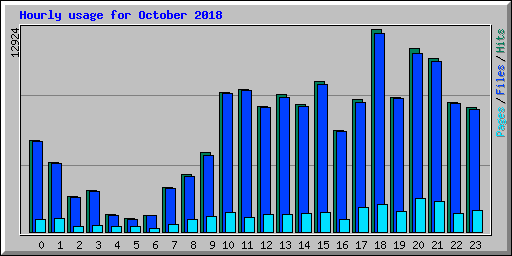 Hourly usage for October 2018
12924
Pages / Files / Hits
0 1 2 3 4 5 6 7 8 9 10 11 12 13 14 15 16 17 18 19 20 21 22 23